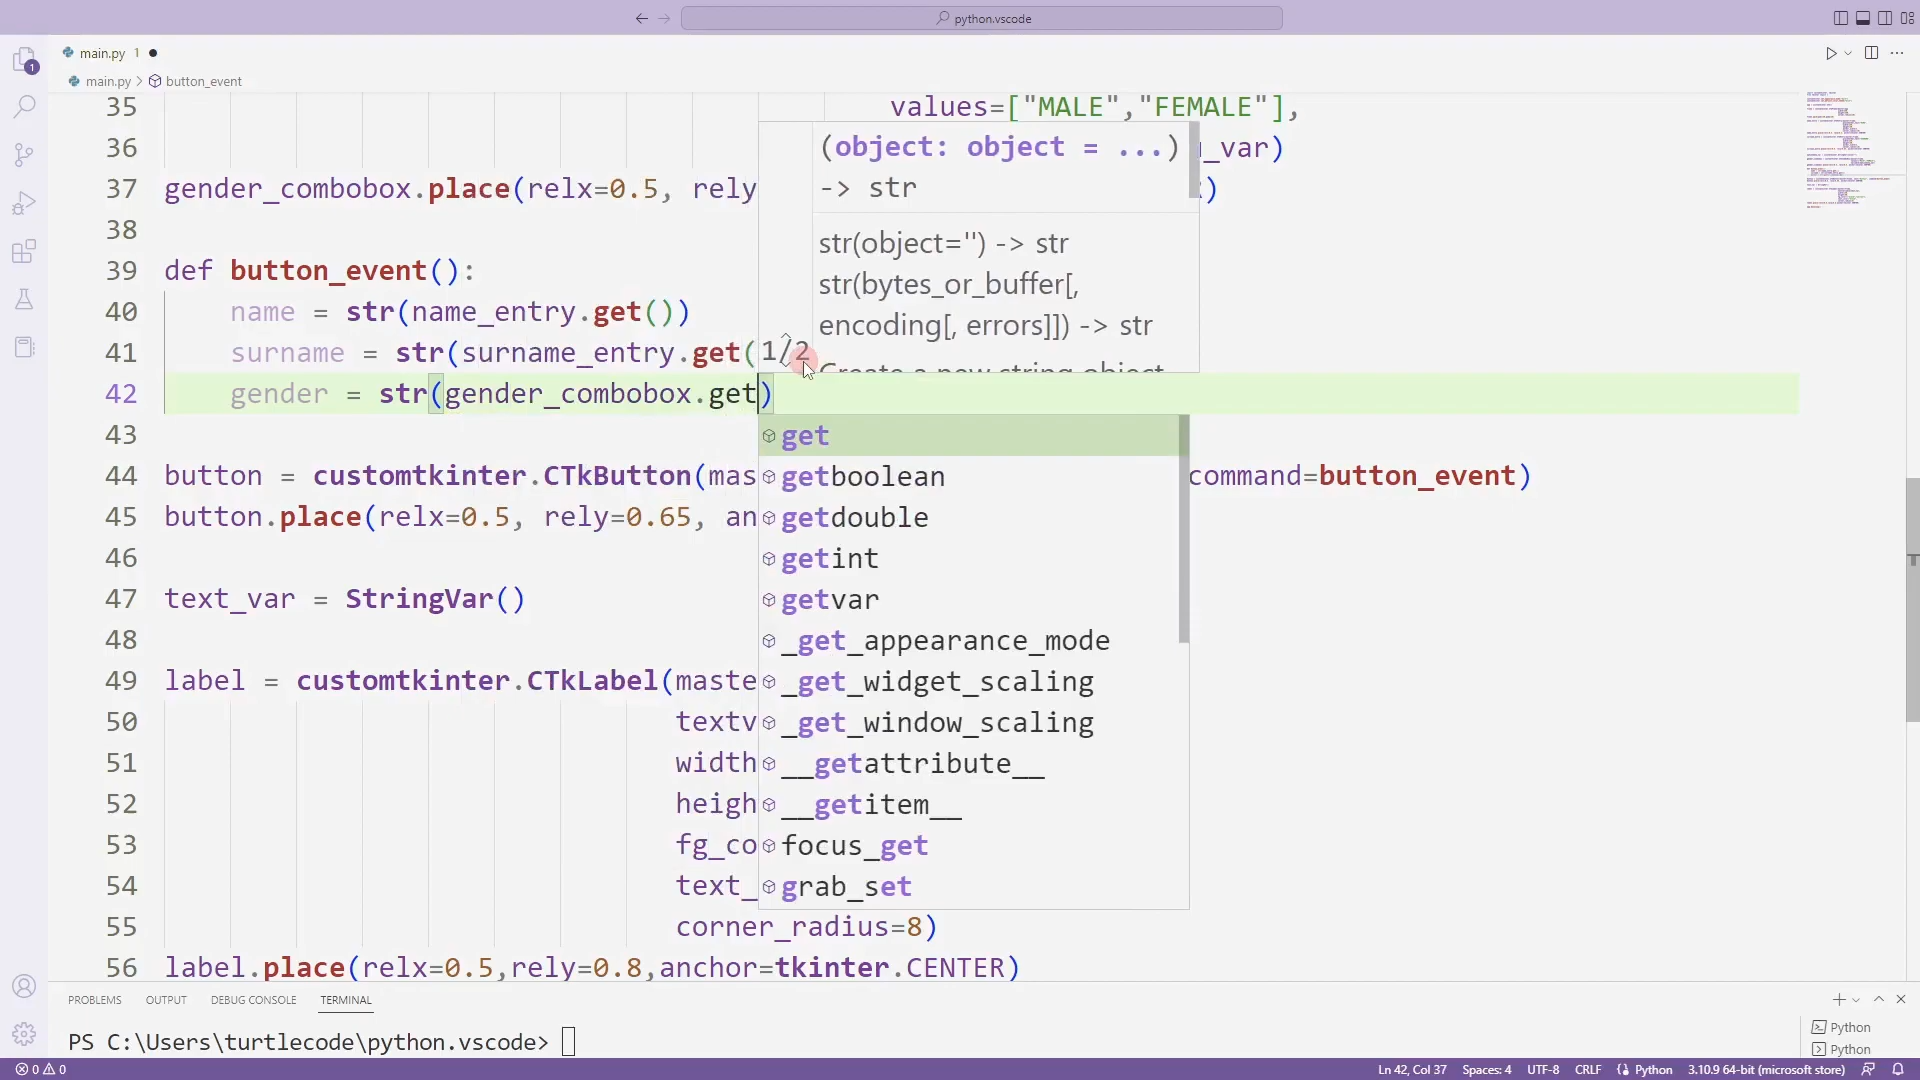 python.vscode
main.py 1
main.py > button_event
35 values=["MALE","FEMALE"],
36 _var)
37 gender_combobox.place(relx=0.5, rely )
38
39 def button_event():
40 name = str(name_entry.get())
41 surname = str(surname_entry.get(
42 gender = str(gender_combobox.get)
43
44 button = customtkinter.CTkButton(mas command=button_event)
45 button.place(relx=0.5, rely=0.65, an
46
47 text_var = StringVar()
48
49 label = customtkinter.CTkLabel(maste
50 textv
51 width
52 heigh
53 fg_co
54 text_
55 corner_radius=8)
56 label.place(relx=0.5,rely=0.8,anchor=tkinter.CENTER)
(object: object = ...)
-> str
str(object='') -> str
str(bytes_or_buffer[,
encoding[, errors]]) -> str
1/2
Create a new string object
get
getboolean
getdouble
getint
getvar
_get_appearance_mode
_get_widget_scaling
_get_window_scaling
__getattribute__
__getitem__
focus_get
grab_set
PROBLEMS OUTPUT DEBUG CONSOLE TERMINAL
PS C:\Users\turtlecode\python.vscode>
Python
Python
0 0 Ln 42, Col 37 Spaces: 4 UTF-8 CRLF {} Python 3.10.9 64-bit (microsoft store)